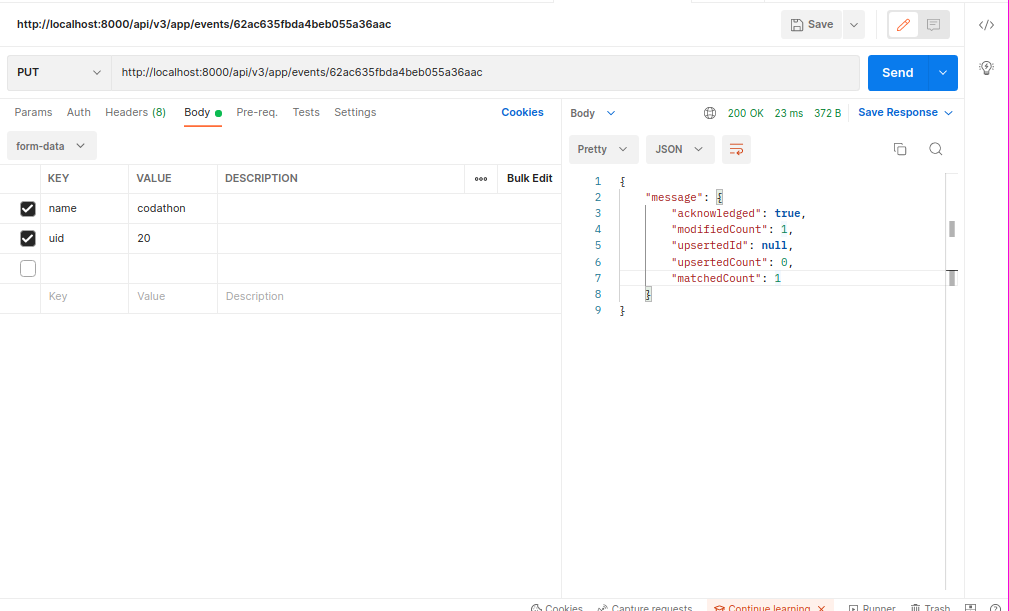 http://localhost:8000/api/v3/app/events/62ac635fbda4beb055a36aac
Save
PUT
http://localhost:8000/api/v3/app/events/62ac635fbda4beb055a36aac
Send
Params Auth Headers (8) Body Pre-req. Tests Settings Cookies
form-data
KEY VALUE DESCRIPTION ooo Bulk Edit
name codathon
uid 20
Key Value Description
Body 200 OK 23 ms 372 B Save Response
Pretty JSON
1 {
2 "message": {
3 "acknowledged": true,
4 "modifiedCount": 1,
5 "upsertedId": null,
6 "upsertedCount": 0,
7 "matchedCount": 1
8 }
9 }
Cookies Capture requests Continue learning Runner Trash